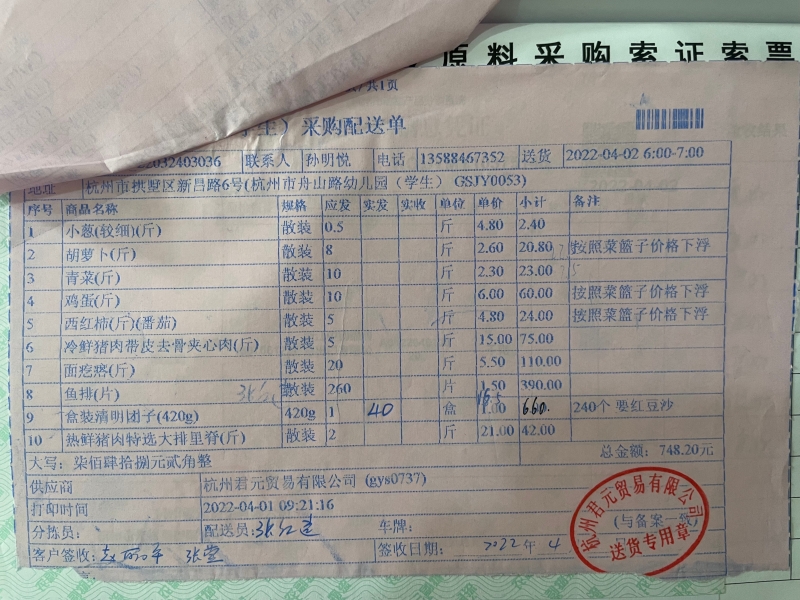 原料采购索证索票
共1页
生）采购配送单
22032403036 联系人 孙明悦 电话 13588467352 送货 2022-04-02 6:00-7:00
地址 杭州市拱墅区新昌路6号(杭州市舟山路幼儿园（学生） GSJY0053)
序号 商品名称 规格 应发 实发 实收 单位 单价 小计 备注
1 小葱(较细)(斤) 散装 0.5 斤 4.80 2.40
2 胡萝卜(斤) 散装 8 斤 2.60 20.80 按照菜篮子价格下浮
3 青菜(斤) 散装 10 斤 2.30 23.00
4 鸡蛋(斤) 散装 10 斤 6.00 60.00 按照菜篮子价格下浮
5 西红柿(斤)(番茄) 散装 5 斤 4.80 24.00 按照菜篮子价格下浮
6 冷鲜猪肉带皮去骨夹心肉(斤) 散装 5 斤 15.00 75.00
7 面疙瘩(斤) 散装 20 斤 5.50 110.00
8 鱼排(片) 散装 260 片 1.50 390.00
9 盒装清明团子(420g) 420g 1 40 盒 16.5 660. 240个 要红豆沙
10 热鲜猪肉特选大排里脊(斤) 散装 2 斤 21.00 42.00
总金额：748.20元
大写：柒佰肆拾捌元贰角整
供应商 杭州君元贸易有限公司 (gys0737)
打印时间 2022-04-01 09:21:16
分拣员： 配送员: 车牌： (与备案一致)
客户签收: 签收日期： 2022年 4
杭州君元贸易有限公司
送货专用章